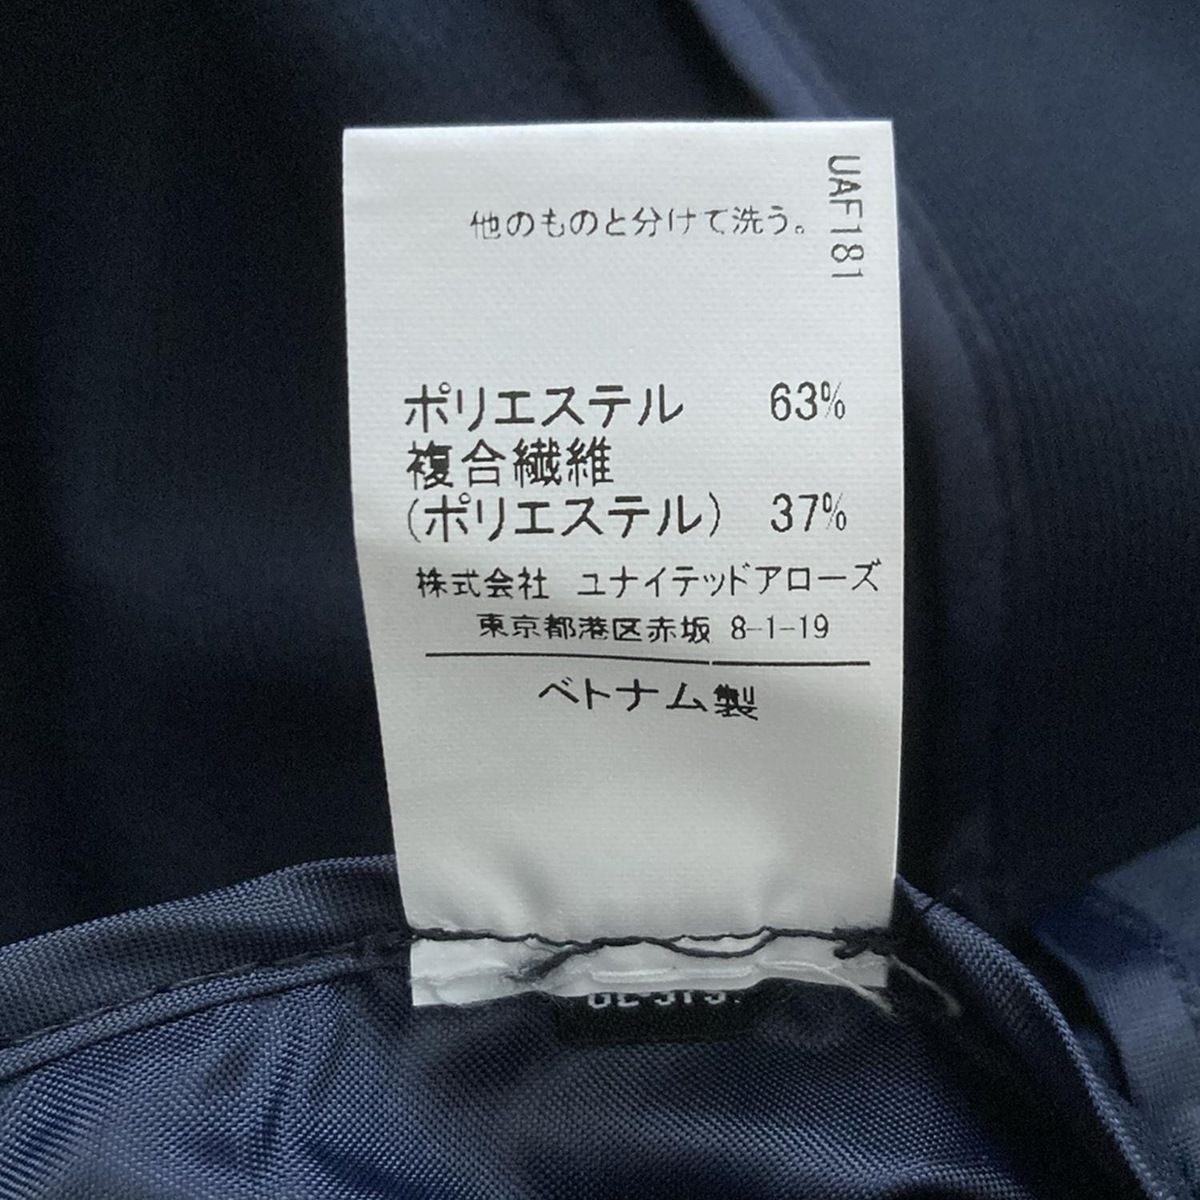 UAF181
他のものと分けて洗う。
ポリエステル 63%
複合繊維
(ポリエステル) 37%
株式会社 ユナイテッドアローズ
東京都港区赤坂 8-1-19
ベトナム製